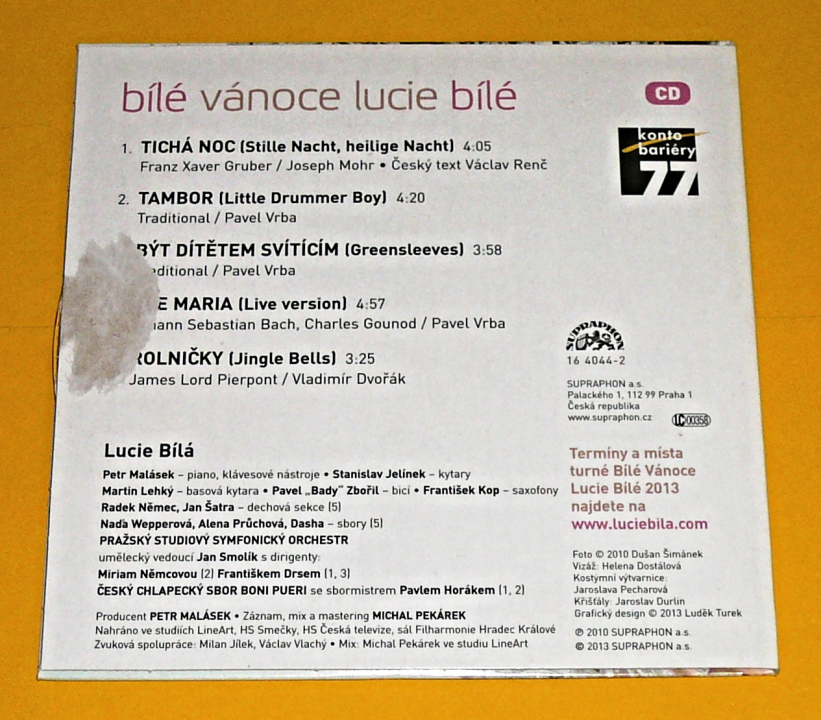 bílé vánoce lucie bílé
CD
konto
bariéry
77
1. TICHÁ NOC (Stille Nacht, heilige Nacht) 4:05
Franz Xaver Gruber / Joseph Mohr • Český text Václav Renč
2. TAMBOR (Little Drummer Boy) 4:20
Traditional / Pavel Vrba
BÝT DÍTĚTEM SVÍTÍCÍM (Greensleeves) 3:58
/ Pavel Vrba
MARIA (Live version) 4:57
Sebastian Bach, Charles Gounod / Pavel Vrba
ROLNIČKY (Jingle Bells) 3:25
James Lord Pierpont / Vladimír Dvořák
SUPRAPHON
16 4044-2
SUPRAPHON a.s.
Palackého 1, 112 99 Praha 1
Česká republika
www.supraphon.cz
LC 00358
Lucie Bílá
Petr Malásek – piano, klávesové nástroje • Stanislav Jelínek – kytary
Martin Lehký – basová kytara • Pavel „Bady" Zbořil – bicí • František Kop – saxofony
Radek Němec, Jan Šatra – dechová sekce (5)
Naďa Wepperová, Alena Průchová, Dasha – sbory (5)
PRAŽSKÝ STUDIOVÝ SYMFONICKÝ ORCHESTR
umělecký vedoucí Jan Smolík s dirigenty:
Miriam Němcovou (2) Františkem Drsem (1, 3)
ČESKÝ CHLAPECKÝ SBOR BONI PUERI se sbormistrem Pavlem Horákem (1, 2)
Producent PETR MALÁSEK • Záznam, mix a mastering MICHAL PEKÁREK
Nahráno ve studiích LineArt, HS Smečky, HS Česká televize, sál Filharmonie Hradec Králové
Zvuková spolupráce: Milan Jílek, Václav Vlachý • Mix: Michal Pekárek ve studiu LineArt
Termíny a místa
turné Bílé Vánoce
Lucie Bílé 2013
najdete na
www.luciebila.com
Foto © 2010 Dušan Šimánek
Vizáž: Helena Dostálová
Kostýmní výtvarnice:
Jaroslava Pecharová
Křišťály: Jaroslav Durlin
Grafický design © 2013 Luděk Turek
℗ 2010 SUPRAPHON a.s.
© 2013 SUPRAPHON a.s.